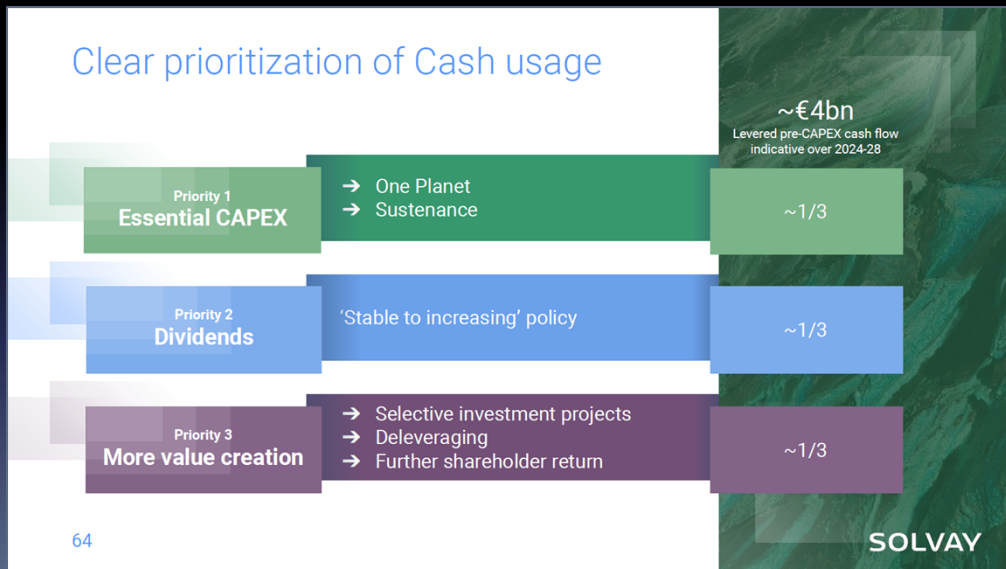 Clear prioritization of Cash usage
~€4bn
Levered pre-CAPEX cash flow
indicative over 2024-28
Priority 1
Essential CAPEX
➔ One Planet
➔ Sustenance
~1/3
Priority 2
Dividends
‘Stable to increasing’ policy
~1/3
Priority 3
More value creation
➔ Selective investment projects
➔ Deleveraging
➔ Further shareholder return
~1/3
64
SOLVAY